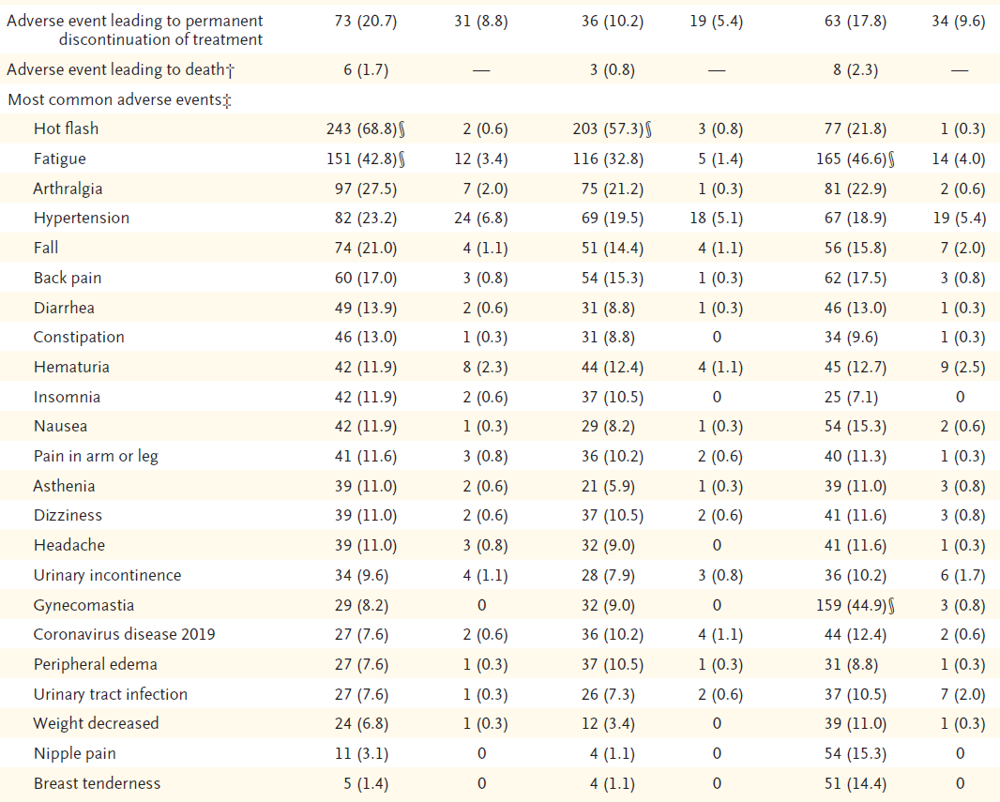 Adverse event leading to permanent 73 (20.7) 31 (8.8) 36 (10.2) 19 (5.4) 63 (17.8) 34 (9.6)
discontinuation of treatment
Adverse event leading to death† 6 (1.7) — 3 (0.8) — 8 (2.3) —
Most common adverse events‡
Hot flash 243 (68.8)§ 2 (0.6) 203 (57.3)§ 3 (0.8) 77 (21.8) 1 (0.3)
Fatigue 151 (42.8)§ 12 (3.4) 116 (32.8) 5 (1.4) 165 (46.6)§ 14 (4.0)
Arthralgia 97 (27.5) 7 (2.0) 75 (21.2) 1 (0.3) 81 (22.9) 2 (0.6)
Hypertension 82 (23.2) 24 (6.8) 69 (19.5) 18 (5.1) 67 (18.9) 19 (5.4)
Fall 74 (21.0) 4 (1.1) 51 (14.4) 4 (1.1) 56 (15.8) 7 (2.0)
Back pain 60 (17.0) 3 (0.8) 54 (15.3) 1 (0.3) 62 (17.5) 3 (0.8)
Diarrhea 49 (13.9) 2 (0.6) 31 (8.8) 1 (0.3) 46 (13.0) 1 (0.3)
Constipation 46 (13.0) 1 (0.3) 31 (8.8) 0 34 (9.6) 1 (0.3)
Hematuria 42 (11.9) 8 (2.3) 44 (12.4) 4 (1.1) 45 (12.7) 9 (2.5)
Insomnia 42 (11.9) 2 (0.6) 37 (10.5) 0 25 (7.1) 0
Nausea 42 (11.9) 1 (0.3) 29 (8.2) 1 (0.3) 54 (15.3) 2 (0.6)
Pain in arm or leg 41 (11.6) 3 (0.8) 36 (10.2) 2 (0.6) 40 (11.3) 1 (0.3)
Asthenia 39 (11.0) 2 (0.6) 21 (5.9) 1 (0.3) 39 (11.0) 3 (0.8)
Dizziness 39 (11.0) 2 (0.6) 37 (10.5) 2 (0.6) 41 (11.6) 3 (0.8)
Headache 39 (11.0) 3 (0.8) 32 (9.0) 0 41 (11.6) 1 (0.3)
Urinary incontinence 34 (9.6) 4 (1.1) 28 (7.9) 3 (0.8) 36 (10.2) 6 (1.7)
Gynecomastia 29 (8.2) 0 32 (9.0) 0 159 (44.9)§ 3 (0.8)
Coronavirus disease 2019 27 (7.6) 2 (0.6) 36 (10.2) 4 (1.1) 44 (12.4) 2 (0.6)
Peripheral edema 27 (7.6) 1 (0.3) 37 (10.5) 1 (0.3) 31 (8.8) 1 (0.3)
Urinary tract infection 27 (7.6) 1 (0.3) 26 (7.3) 2 (0.6) 37 (10.5) 7 (2.0)
Weight decreased 24 (6.8) 1 (0.3) 12 (3.4) 0 39 (11.0) 1 (0.3)
Nipple pain 11 (3.1) 0 4 (1.1) 0 54 (15.3) 0
Breast tenderness 5 (1.4) 0 4 (1.1) 0 51 (14.4) 0